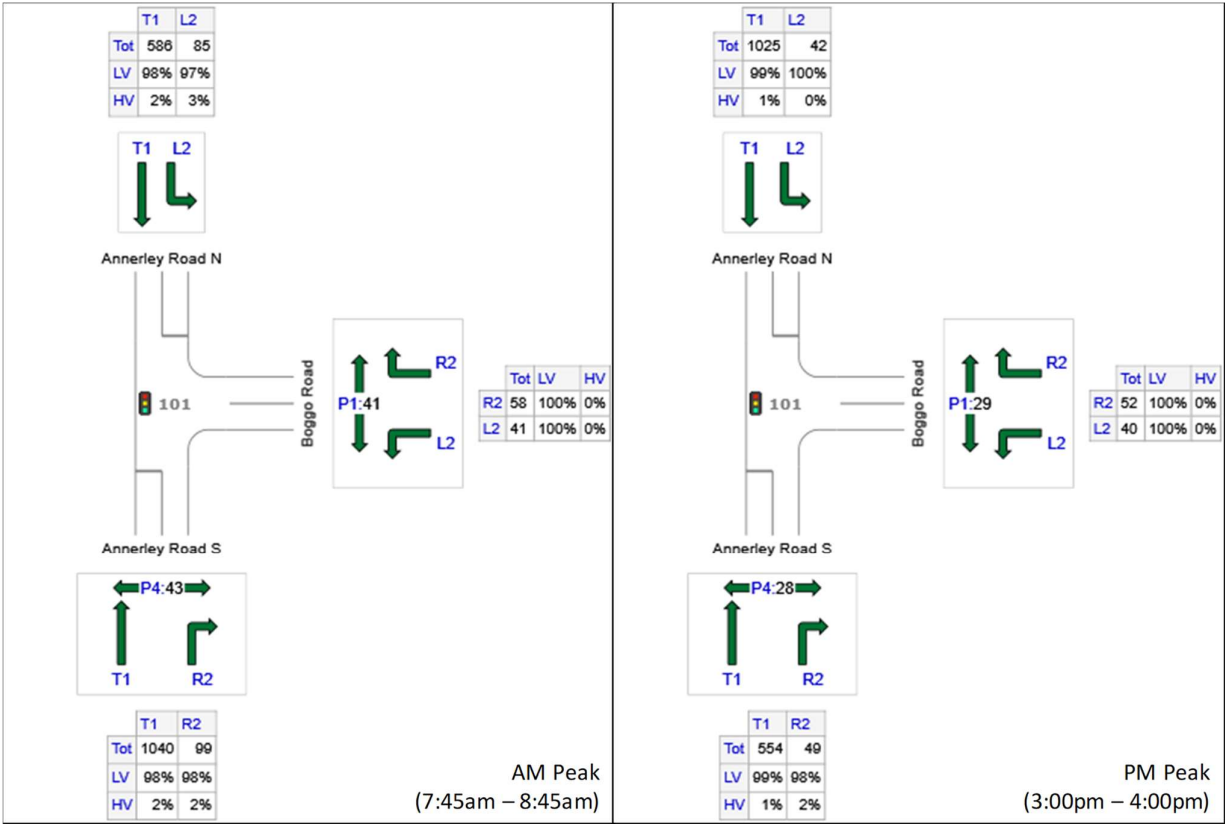 T1 L2
Tot 586 85
LV 98% 97%
HV 2% 3%
T1 L2
Annerley Road N
101
Boggo Road
P1:41
R2
L2
Tot LV HV
R2 58 100% 0%
L2 41 100% 0%
Annerley Road S
P4:43
T1 R2
T1 R2
Tot 1040 99
LV 98% 98%
HV 2% 2%
AM Peak
(7:45am – 8:45am)
T1 L2
Tot 1025 42
LV 99% 100%
HV 1% 0%
T1 L2
Annerley Road N
101
Boggo Road
P1:29
R2
L2
Tot LV HV
R2 52 100% 0%
L2 40 100% 0%
Annerley Road S
P4:28
T1 R2
T1 R2
Tot 554 49
LV 99% 98%
HV 1% 2%
PM Peak
(3:00pm – 4:00pm)